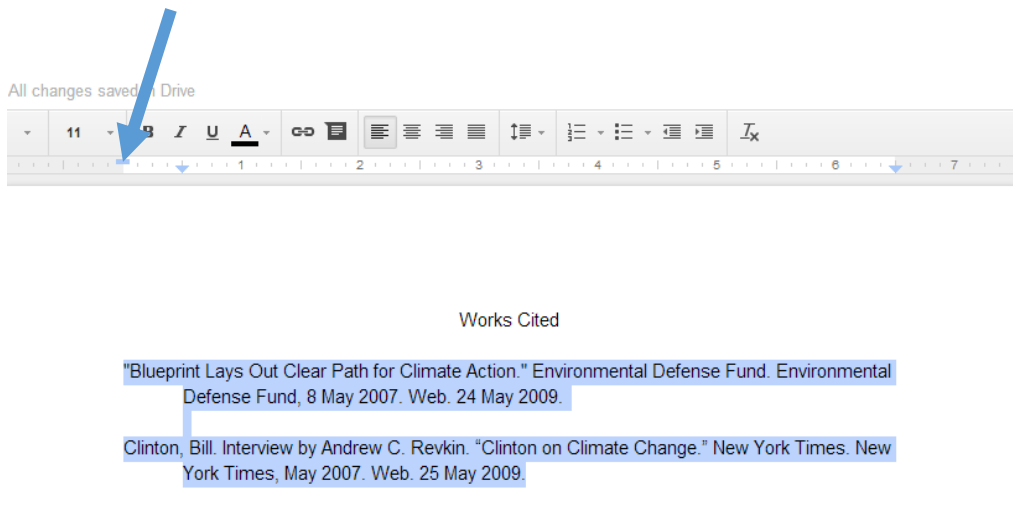 All changes saved in Drive
11 B I U A Ix
1 2 3 4 5 6 7
Works Cited
"Blueprint Lays Out Clear Path for Climate Action." Environmental Defense Fund. Environmental
Defense Fund, 8 May 2007. Web. 24 May 2009.
Clinton, Bill. Interview by Andrew C. Revkin. “Clinton on Climate Change.” New York Times. New
York Times, May 2007. Web. 25 May 2009.